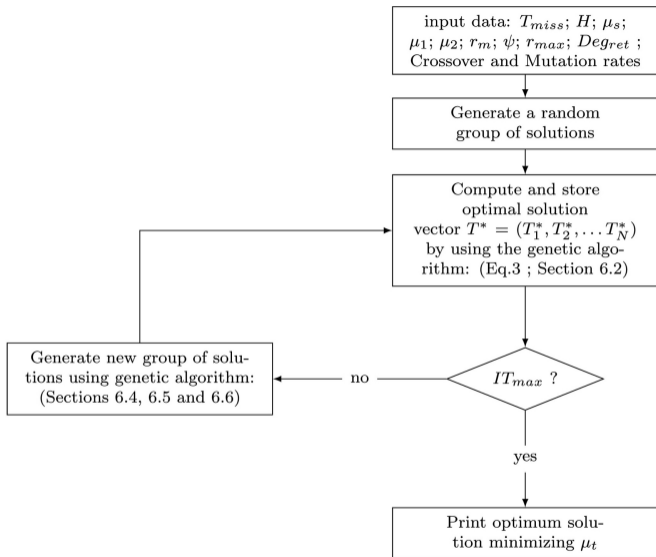 input data: T_miss; H; μ_s;
μ_1; μ_2; r_m; ψ; r_max; Deg_ret ;
Crossover and Mutation rates
Generate a random
group of solutions
Compute and store
optimal solution
vector T* = (T*_1, T*_2, . . . T*_N)
by using the genetic algo-
rithm: (Eq.3 ; Section 6.2)
Generate new group of solu-
tions using genetic algorithm:
(Sections 6.4, 6.5 and 6.6)
no
IT_max ?
yes
Print optimum solu-
tion minimizing μ_t